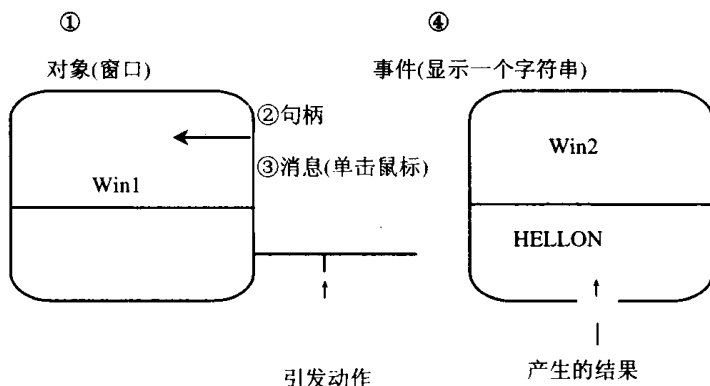 ① ④
对象(窗口) 事件(显示一个字符串)
②句柄
Win2
③消息(单击鼠标)
Win1
HELLON
引发动作 产生的结果